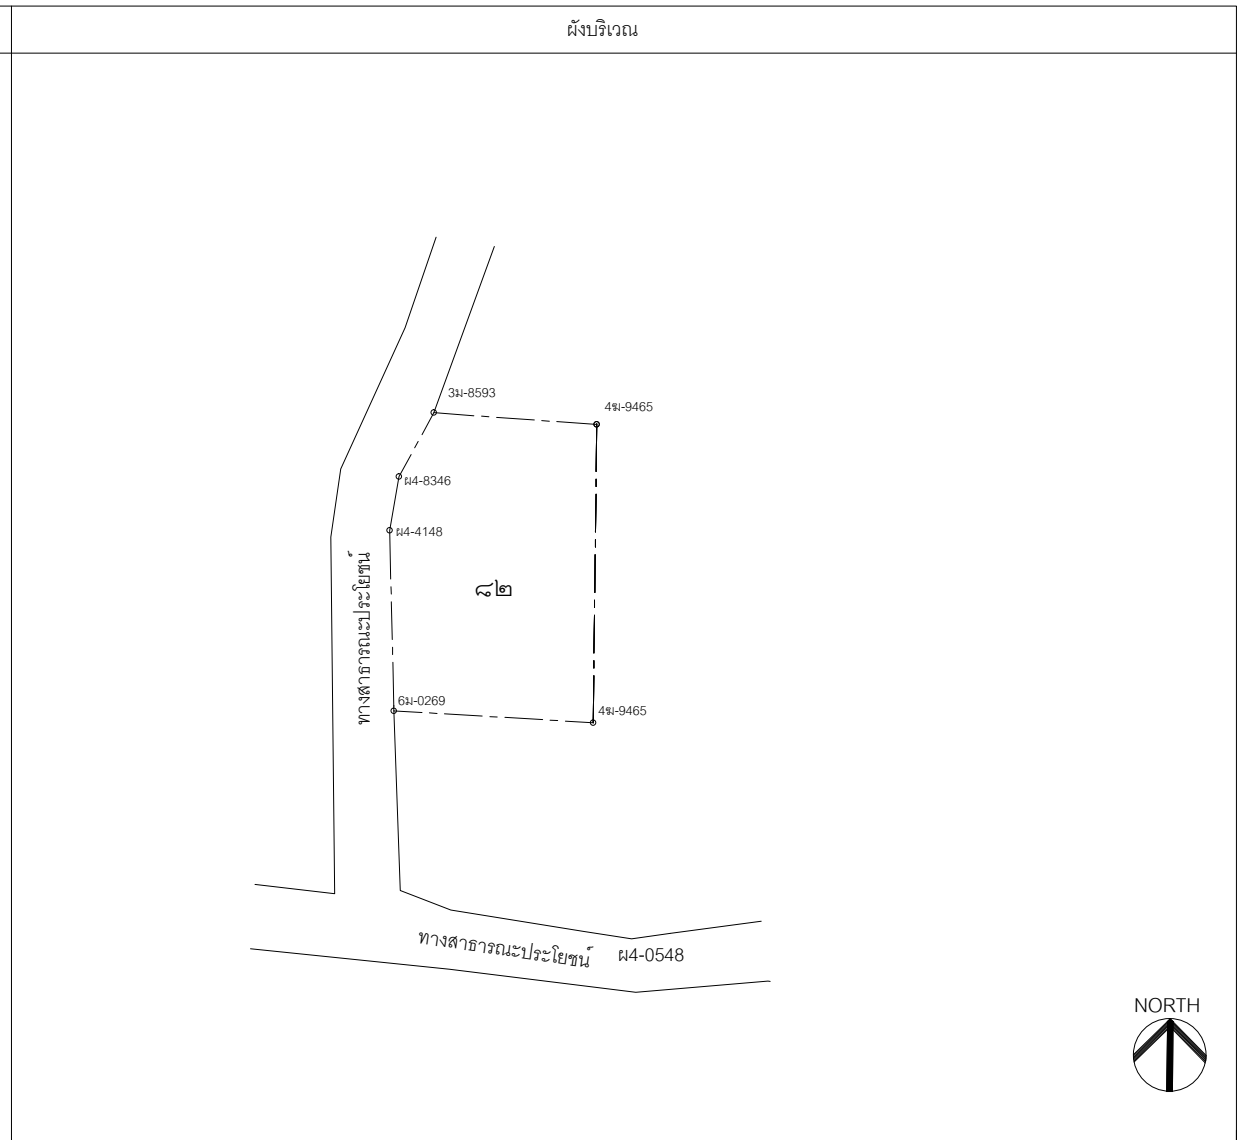 ผังบริเวณ
3ม-8593
4ฆ-9465
ผ4-8346
ผ4-4148
ทางสาธารณะประโยชน์
๘๒
6ม-0269
4ฆ-9465
ทางสาธารณะประโยชน์ ผ4-0548
NORTH